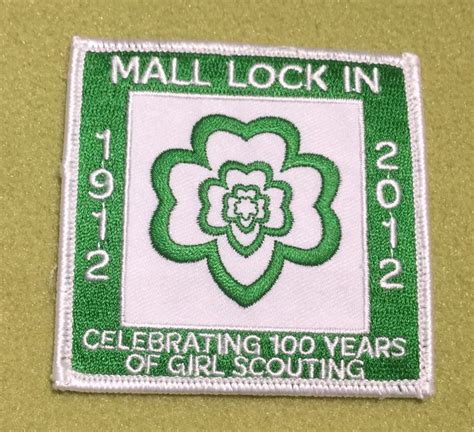 MALL LOCK IN
1912
2012
CELEBRATING 100 YEARS
OF GIRL SCOUTING